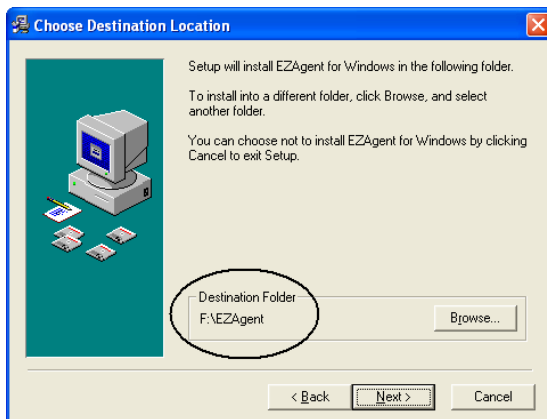 Choose Destination Location
Setup will install EZAgent for Windows in the following folder.
To install into a different folder, click Browse, and select
another folder.
You can choose not to install EZAgent for Windows by clicking
Cancel to exit Setup.
Destination Folder
F:\EZAgent
Browse...
< Back
Next >
Cancel